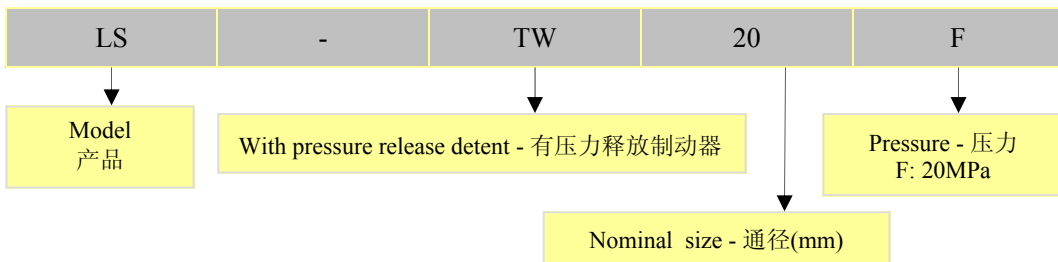 LS - TW 20 F
Model
产品
With pressure release detent - 有压力释放制动器
Pressure - 压力
F: 20MPa
Nominal size - 通径(mm)